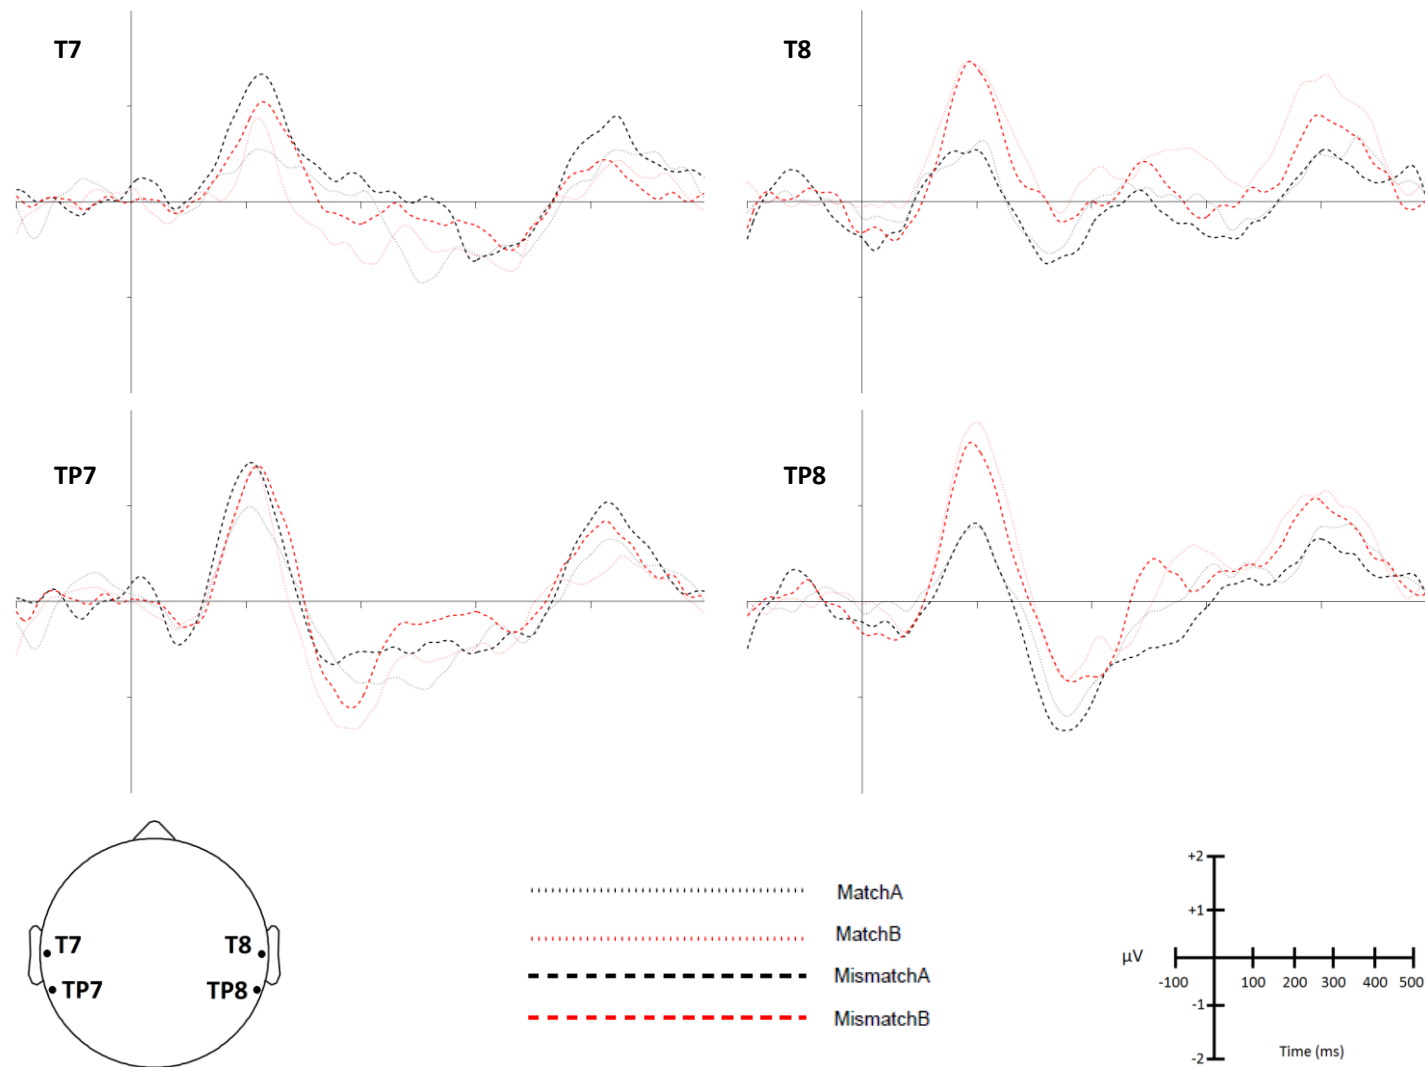 T7
T8
TP7
TP8
T7
T8
TP7
TP8
MatchA
MatchB
MismatchA
MismatchB
+2
+1
µV
-100 100 200 300 400 500
-1
-2
Time (ms)